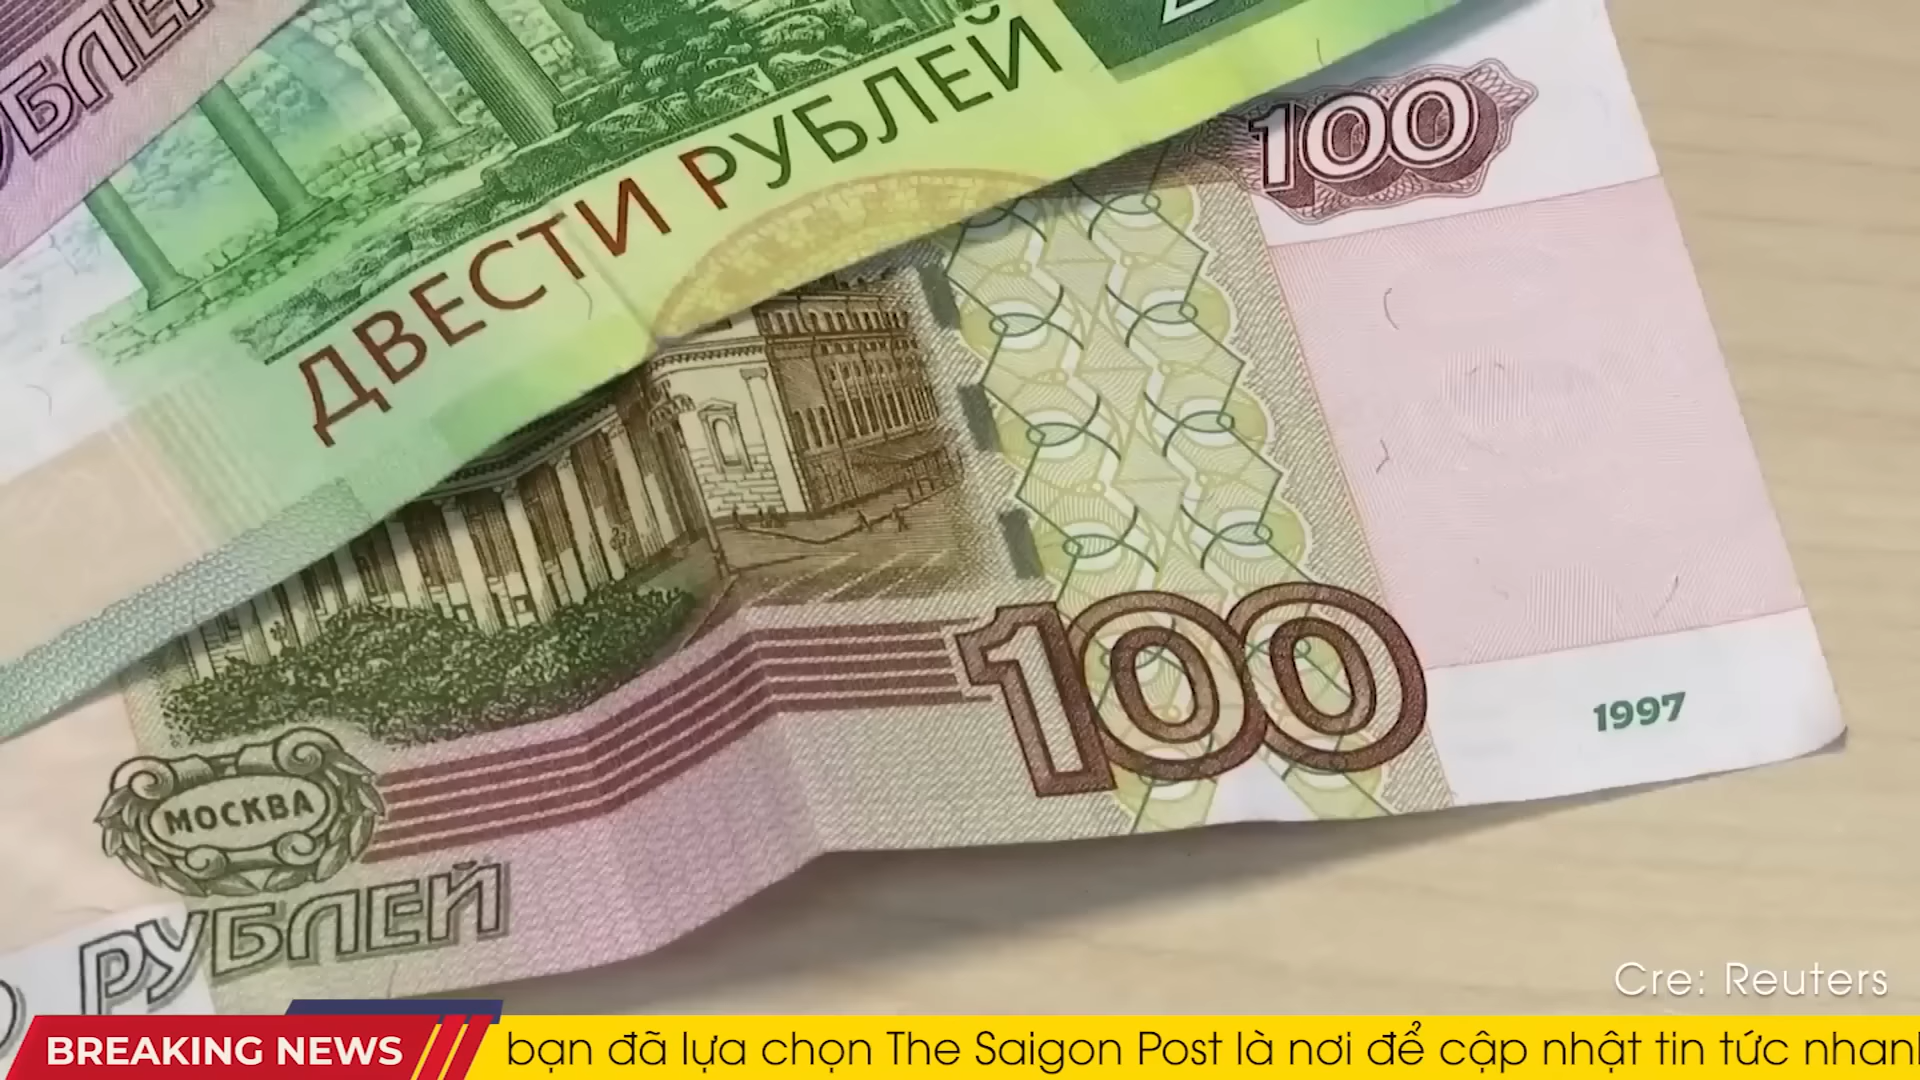 РУБЛЕЙ
ДВЕСТИ РУБЛЕЙ
100
100
1997
МОСКВА
РУБЛЕЙ
Cre: Reuters
BREAKING NEWS
bạn đã lựa chọn The Saigon Post là nơi để cập nhật tin tức